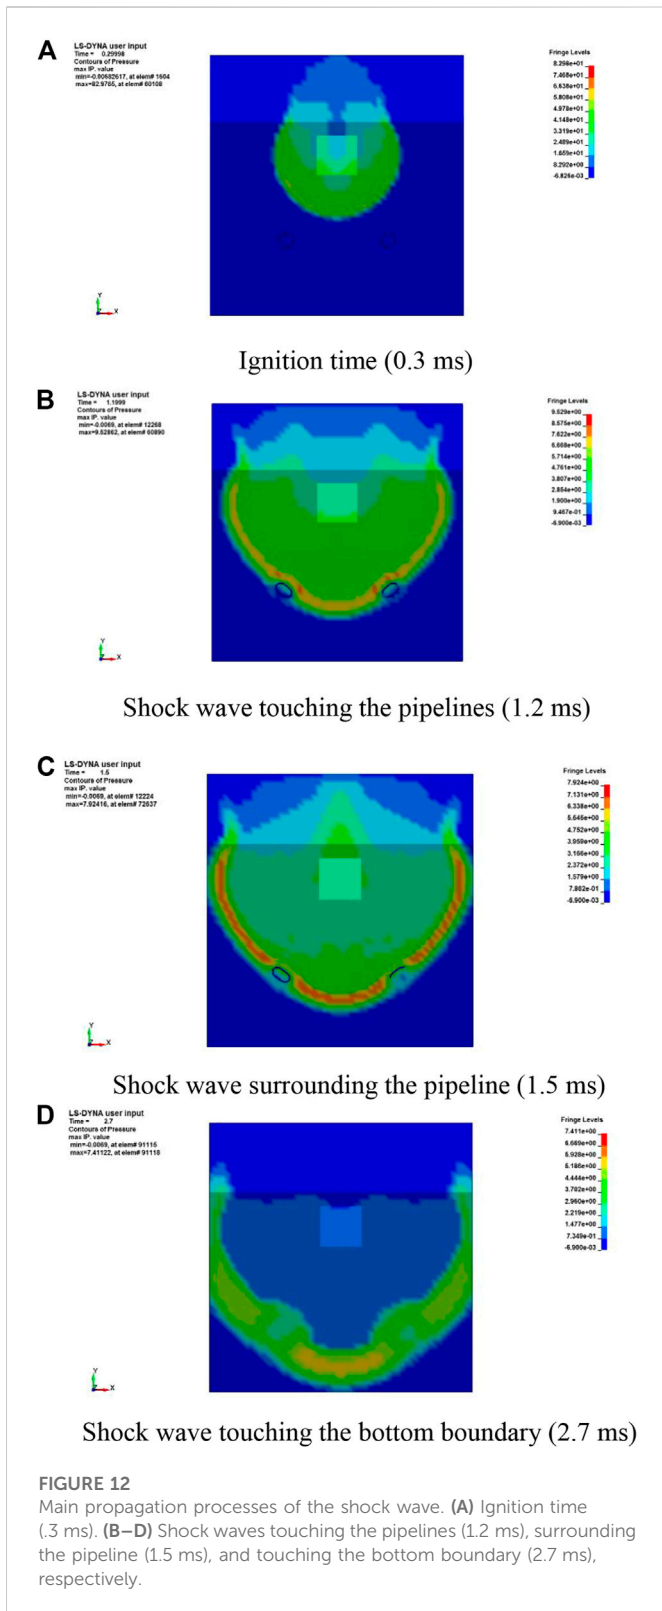 A
LS-DYNA user input
Time = 0.29998
Contours of Pressure
max IP. value
min=-0.00682617, at elem# 1604
max=82.9765, at elem# 60108
Fringe Levels
8.298e+01
7.468e+01
6.638e+01
5.808e+01
4.978e+01
4.148e+01
3.319e+01
2.489e+01
1.659e+01
8.292e+00
-6.826e-03
Y
Z
X
Ignition time (0.3 ms)
B
LS-DYNA user input
Time = 1.1999
Contours of Pressure
max IP. value
min=-0.0069, at elem# 12268
max=9.52862, at elem# 60890
Fringe Levels
9.529e+00
8.575e+00
7.622e+00
6.668e+00
5.714e+00
4.761e+00
3.807e+00
2.854e+00
1.900e+00
9.467e-01
-6.900e-03
Y
Z
X
Shock wave touching the pipelines (1.2 ms)
C
LS-DYNA user input
Time = 1.5
Contours of Pressure
max IP. value
min=-0.0069, at elem# 12224
max=7.92416, at elem# 72637
Fringe Levels
7.924e+00
7.131e+00
6.338e+00
5.545e+00
4.752e+00
3.959e+00
3.166e+00
2.372e+00
1.579e+00
7.862e-01
-6.900e-03
Y
Z
X
Shock wave surrounding the pipeline (1.5 ms)
D
LS-DYNA user input
Time = 2.7
Contours of Pressure
max IP. value
min=-0.0069, at elem# 91115
max=7.41122, at elem# 91118
Fringe Levels
7.411e+00
6.669e+00
5.928e+00
5.186e+00
4.444e+00
3.702e+00
2.960e+00
2.219e+00
1.477e+00
7.349e-01
-6.900e-03
Y
Z
X
Shock wave touching the bottom boundary (2.7 ms)
FIGURE 12
Main propagation processes of the shock wave. (A) Ignition time
(.3 ms). (B–D) Shock waves touching the pipelines (1.2 ms), surrounding
the pipeline (1.5 ms), and touching the bottom boundary (2.7 ms),
respectively.